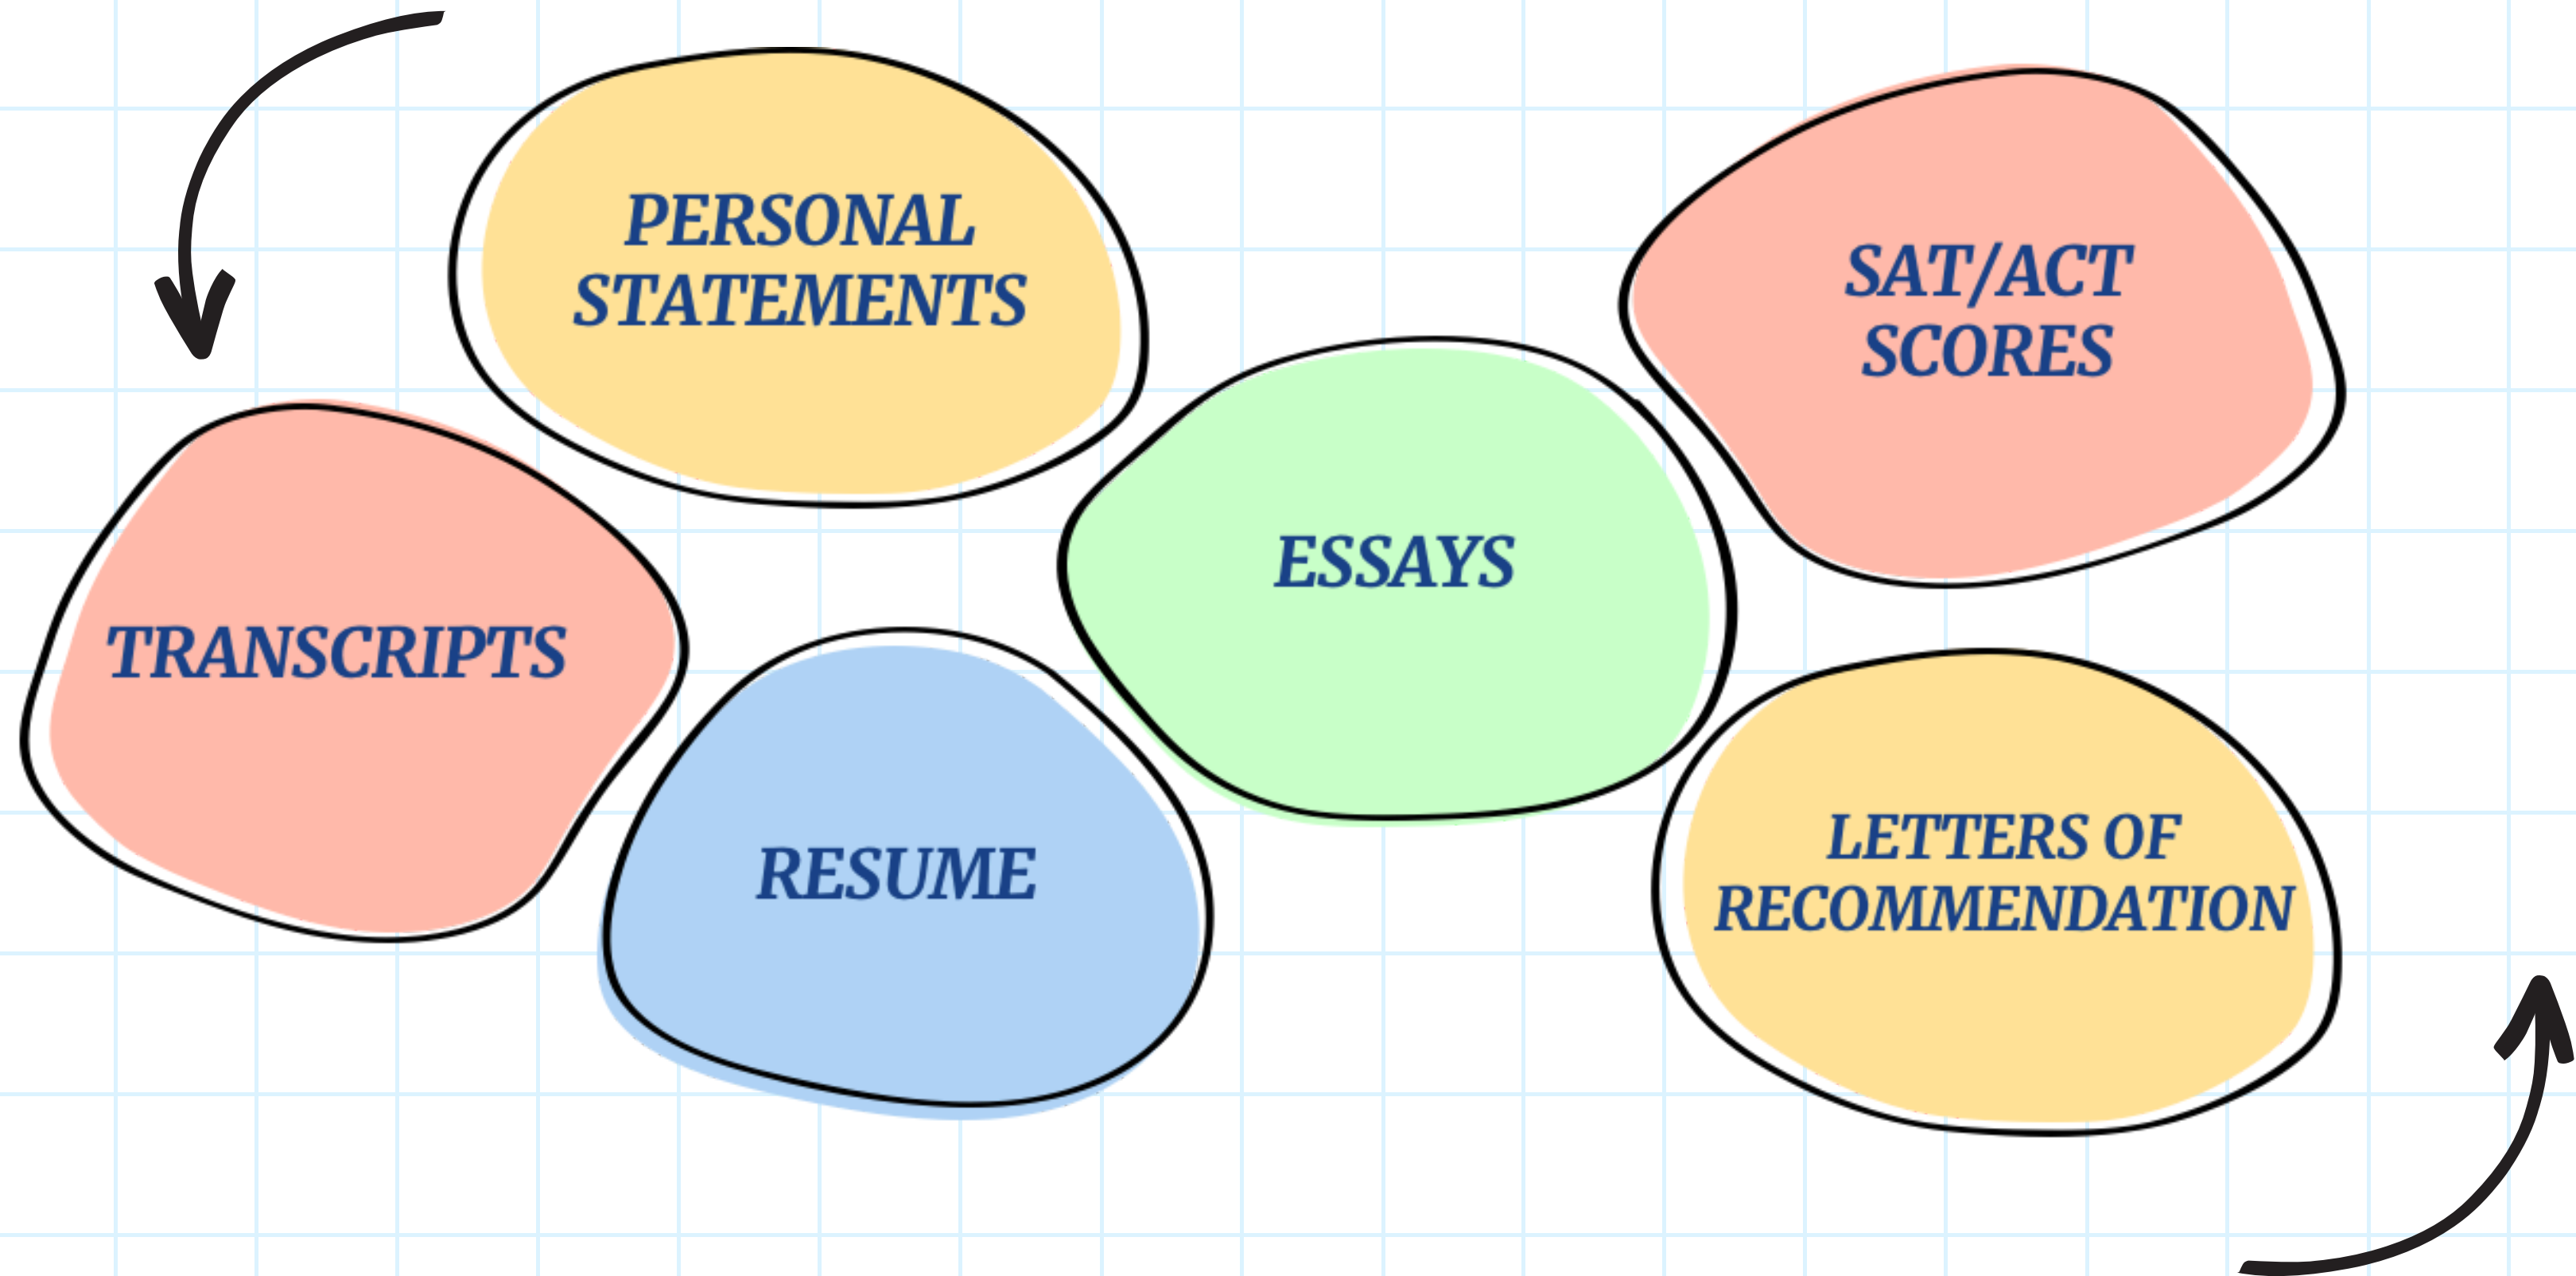 PERSONAL
STATEMENTS
SAT/ACT
SCORES
ESSAYS
TRANSCRIPTS
RESUME
LETTERS OF
RECOMMENDATION